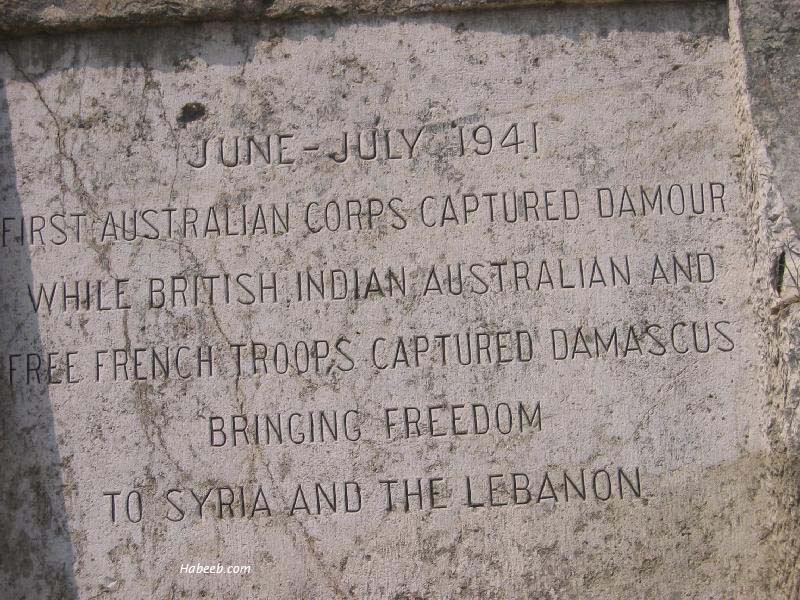 JUNE-JULY 1941
FIRST AUSTRALIAN CORPS CAPTURED DAMOUR
WHILE BRITISH, INDIAN AUSTRALIAN AND
FREE FRENCH TROOPS CAPTURED DAMASCUS
BRINGING FREEDOM
TO SYRIA AND THE LEBANON.
Habeeb.com